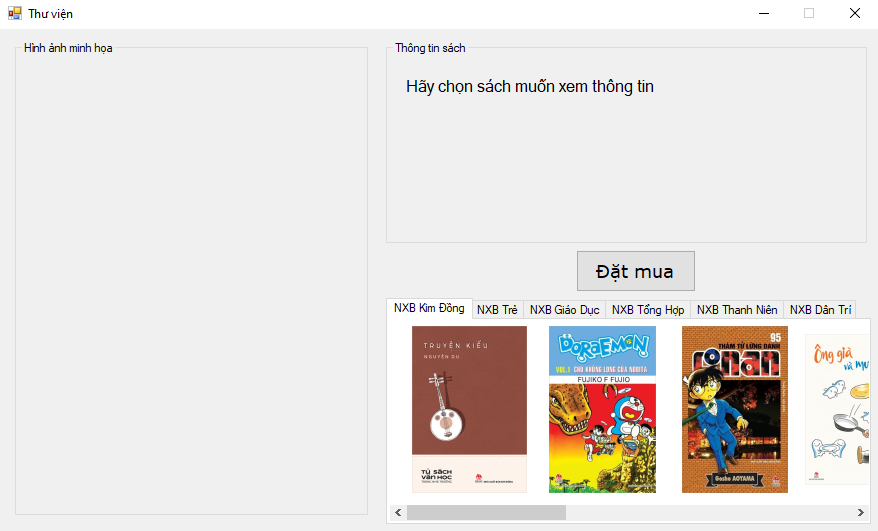 Thư viện
Hình ảnh minh họa
Thông tin sách
Hãy chọn sách muốn xem thông tin
Đặt mua
NXB Kim Đồng
NXB Trẻ
NXB Giáo Dục
NXB Tổng Hợp
NXB Thanh Niên
NXB Dân Trí
TRUYỆN KIỀU
NGUYỄN DU
TỦ SÁCH
VĂN HỌC
DORAEMON
VOL.1 CHÚ KHỦNG LONG CỦA NOBITA
FUJIKO F FUJIO
95
THÁM TỬ LỪNG DANH
CONAN
Gosho AOYAMA
Ông già
và mu